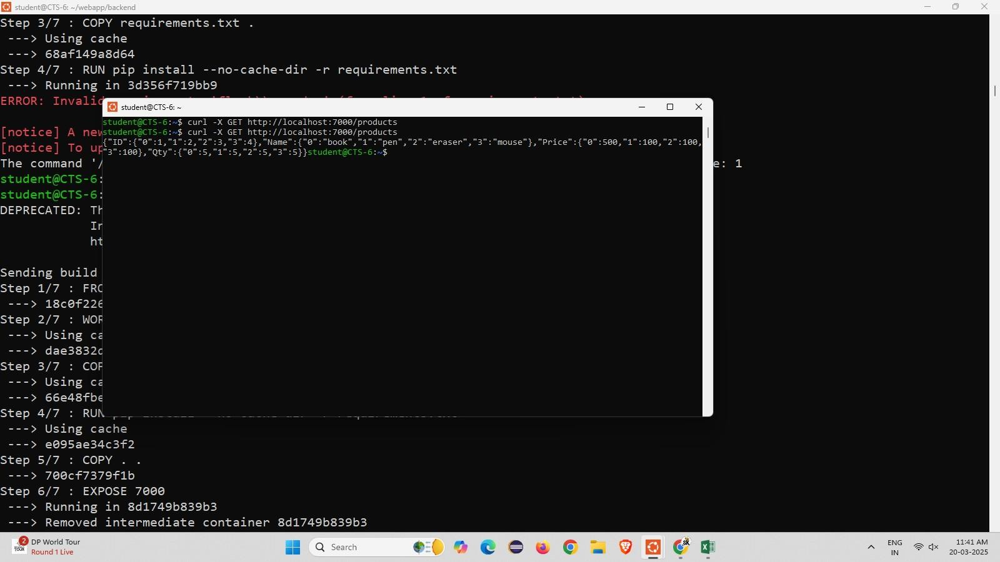 student@CTS-6: ~/webapp/backend
Step 3/7 : COPY requirements.txt .
---> Using cache
---> 68af149a8d64
Step 4/7 : RUN pip install --no-cache-dir -r requirements.txt
---> Running in 3d356f719bb9
ERROR: Invalid
[notice] A new
[notice] To up
The command '/
e: 1
student@CTS-6:
student@CTS-6:
DEPRECATED: Th
In
ht
Sending build
Step 1/7 : FRO
---> 18c0f226
Step 2/7 : WOR
---> Using ca
---> dae3832c
Step 3/7 : COP
---> Using ca
---> 66e48fbe
Step 4/7 : RUN
---> Using cache
---> e095ae34c3f2
Step 5/7 : COPY . .
---> 700cf7379f1b
Step 6/7 : EXPOSE 7000
---> Running in 8d1749b839b3
---> Removed intermediate container 8d1749b839b3
student@CTS-6: ~
student@CTS-6:~$ curl -X GET http://localhost:7000/products
student@CTS-6:~$ curl -X GET http://localhost:7000/products
{"ID":{"0":1,"1":2,"2":3,"3":4},"Name":{"0":"book","1":"pen","2":"eraser","3":"mouse"},"Price":{"0":500,"1":100,"2":100,
"3":100},"Qty":{"0":5,"1":5,"2":5,"3":5}}student@CTS-6:~$
2
DP World Tour
Round 1 Live
Search
SK
ENG
IN
11:41 AM
20-03-2025